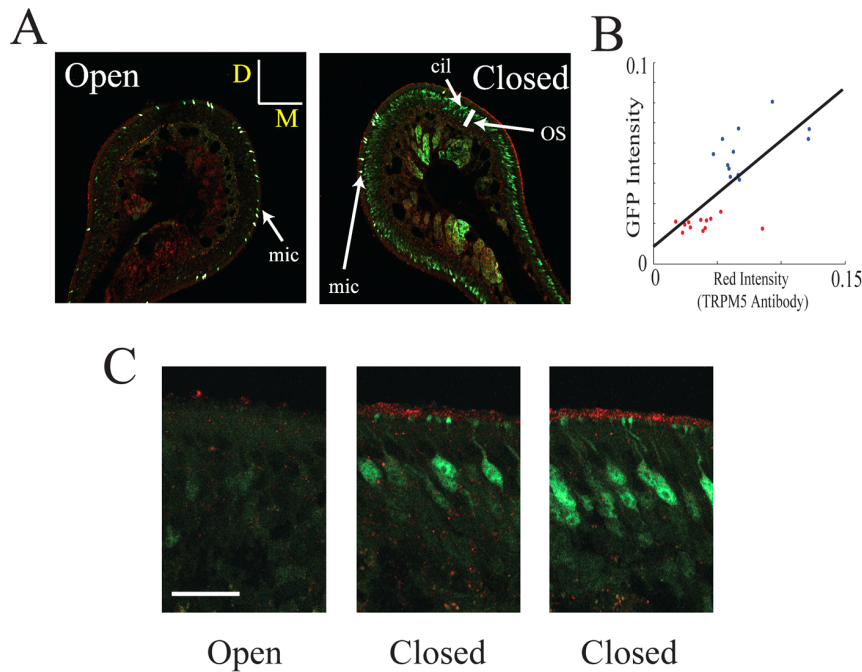 A
Open
D
M
mic
Closed
cil
OS
mic
B
0.1
GFP Intensity
0
0
0.15
Red Intensity
(TRPM5 Antibody)
C
Open
Closed
Closed